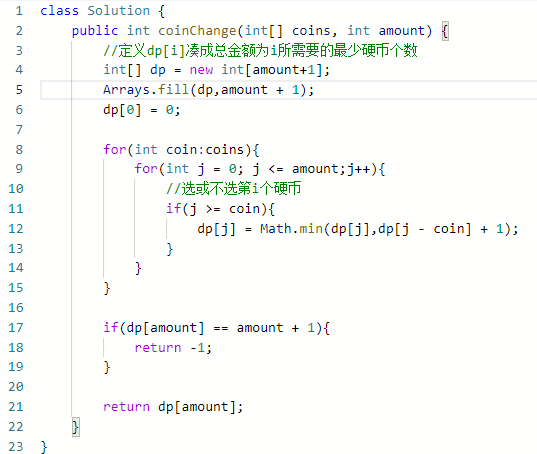 1 class Solution {
2 public int coinChange(int[] coins, int amount) {
3 //定义dp[i]凑成总金额为i所需要的最少硬币个数
4 int[] dp = new int[amount+1];
5 Arrays.fill(dp,amount + 1);
6 dp[0] = 0;
7
8 for(int coin:coins){
9 for(int j = 0; j <= amount;j++){
10 //选或不选第i个硬币
11 if(j >= coin){
12 dp[j] = Math.min(dp[j],dp[j - coin] + 1);
13 }
14 }
15 }
16
17 if(dp[amount] == amount + 1){
18 return -1;
19 }
20
21 return dp[amount];
22 }
23 }